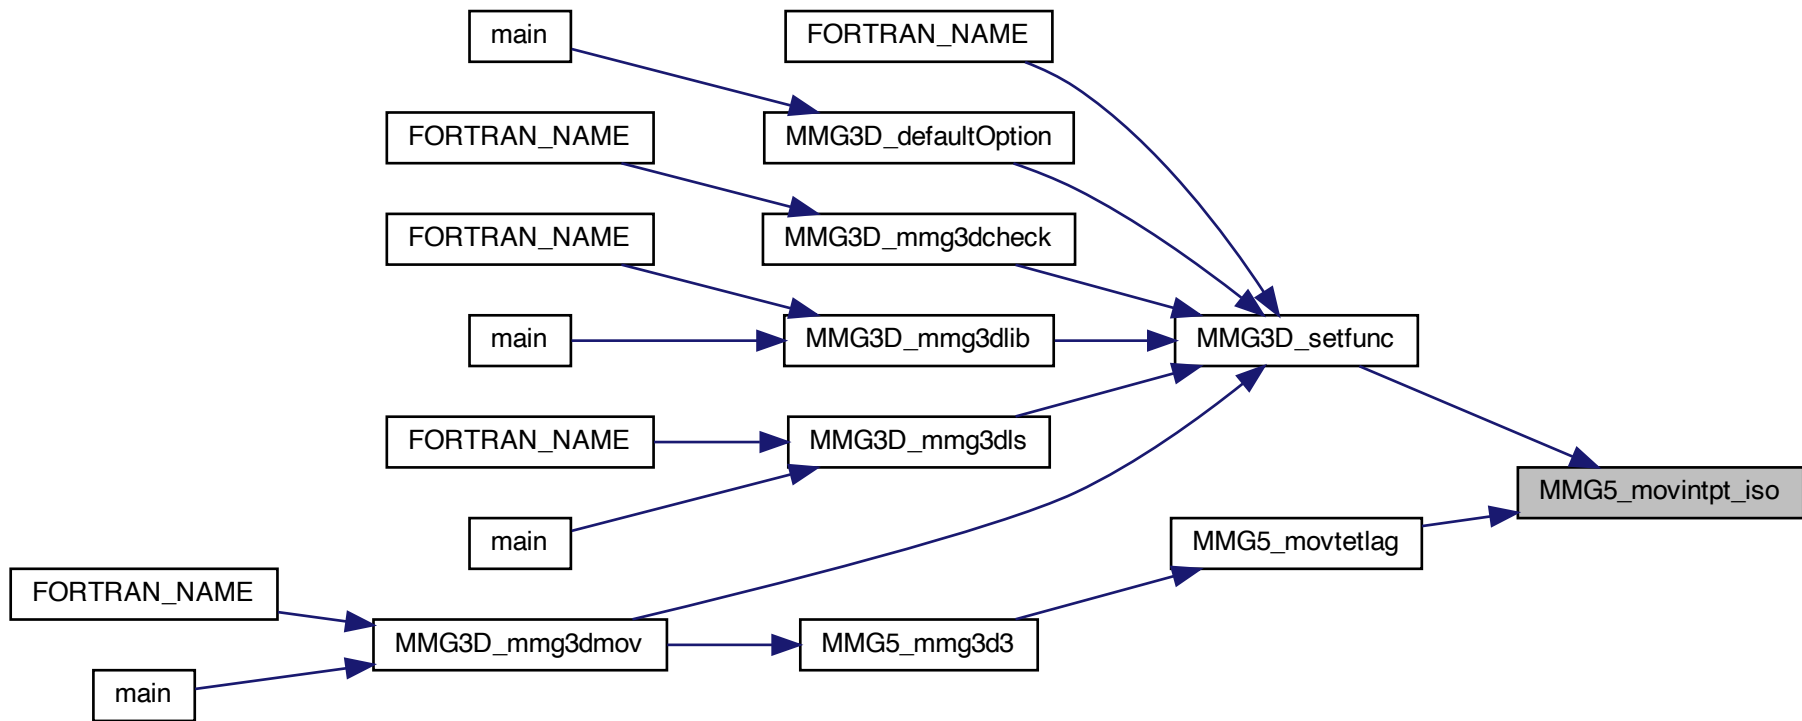 main
FORTRAN_NAME
FORTRAN_NAME
MMG3D_defaultOption
FORTRAN_NAME
MMG3D_mmg3dcheck
main
MMG3D_mmg3dlib
MMG3D_setfunc
FORTRAN_NAME
MMG3D_mmg3dls
MMG5_movintpt_iso
main
MMG5_movtetlag
FORTRAN_NAME
MMG3D_mmg3dmov
MMG5_mmg3d3
main